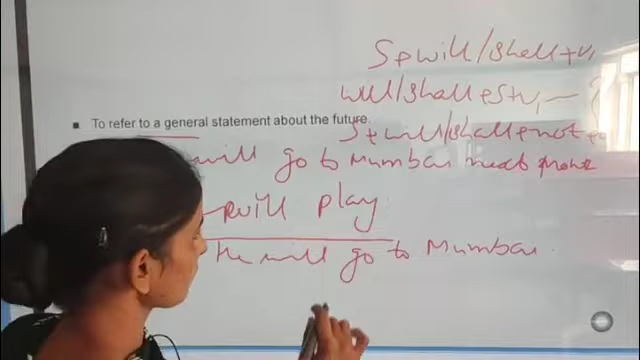 S+will/shall+V1
will/shall+S+V1 - {
■ To refer to a general statement about the future.
S+will/shall+not+
will go to Mumbai next
will play
He will go to Mumbai.